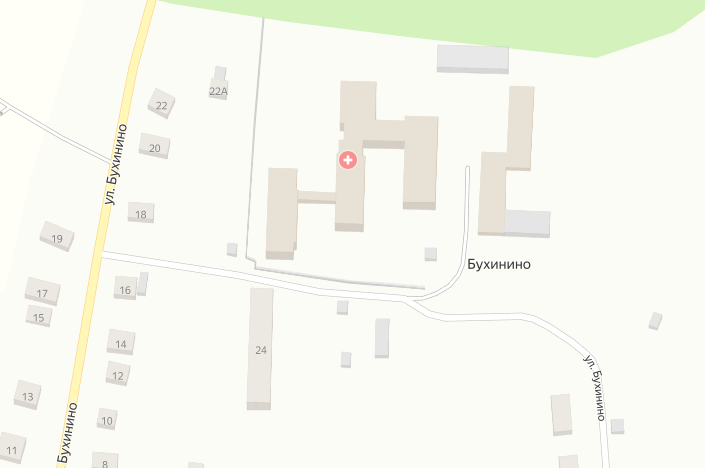 22А
22
20
ул. Бухинино
18
19
Бухинино
17
16
15
14
24
12
ул. Бухинино
13
10
Бухинино
11
8